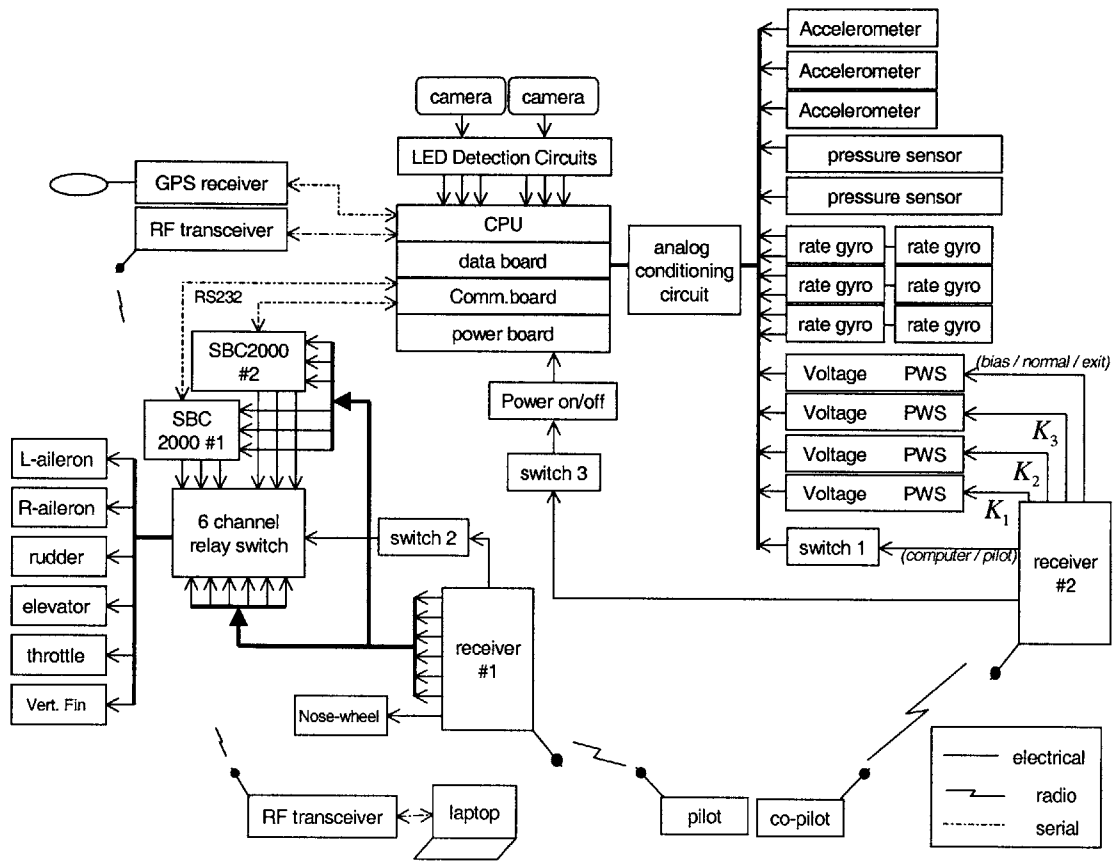 Accelerometer
Accelerometer
Accelerometer
camera
camera
LED Detection Circuits
pressure sensor
pressure sensor
GPS receiver
RF transceiver
CPU
data board
Comm.board
power board
analog
conditioning
circuit
rate gyro
rate gyro
rate gyro
rate gyro
rate gyro
rate gyro
RS232
SBC2000
#2
SBC
2000 #1
Power on/off
switch 3
(bias / normal / exit)
Voltage PWS
Voltage PWS
Voltage PWS
Voltage PWS
K3
K2
K1
L-aileron
R-aileron
rudder
elevator
throttle
Vert. Fin
6 channel
relay switch
switch 2
switch 1
(computer / pilot)
receiver
#2
receiver
#1
Nose-wheel
RF transceiver
laptop
pilot
co-pilot
electrical
radio
serial